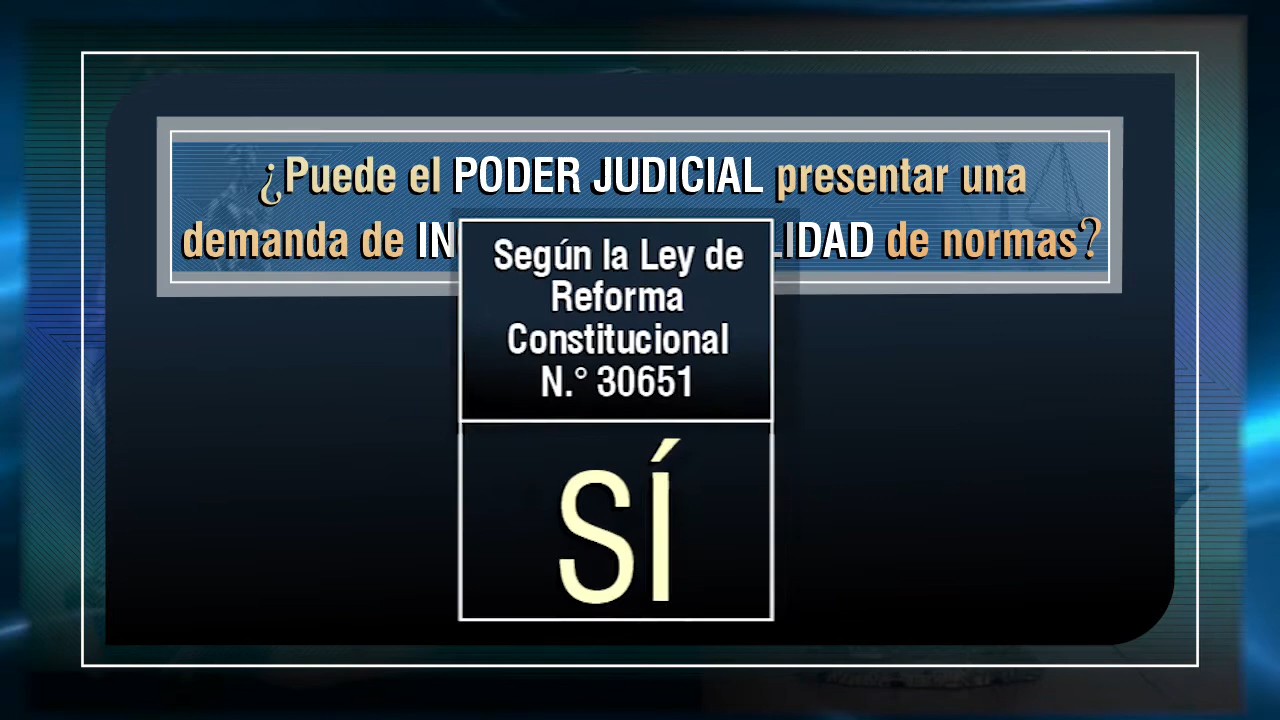 ¿Puede el PODER JUDICIAL presentar una
demanda de IN LIDAD de normas?
Según la Ley de
Reforma
Constitucional
N.° 30651
SÍ